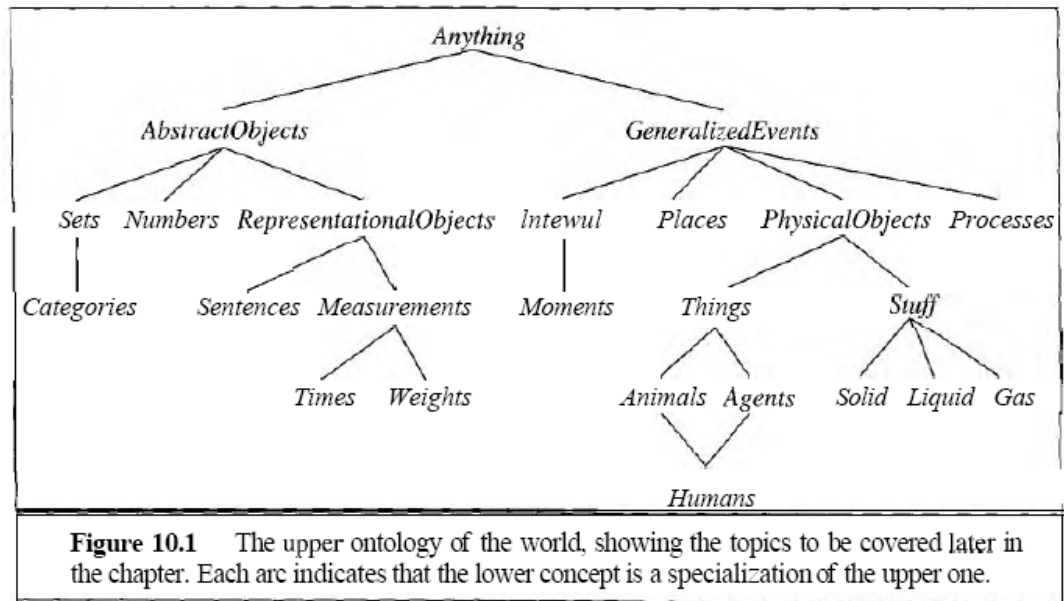 Anything
AbstractObjects GeneralizedEvents
Sets Numbers RepresentationalObjects Intewul Places PhysicalObjects Processes
Categories Sentences Measurements Moments Things Stuff
Times Weights Animals Agents Solid Liquid Gas
Humans
Figure 10.1 The upper ontology of the world, showing the topics to be covered later in
the chapter. Each arc indicates that the lower concept is a specialization of the upper one.